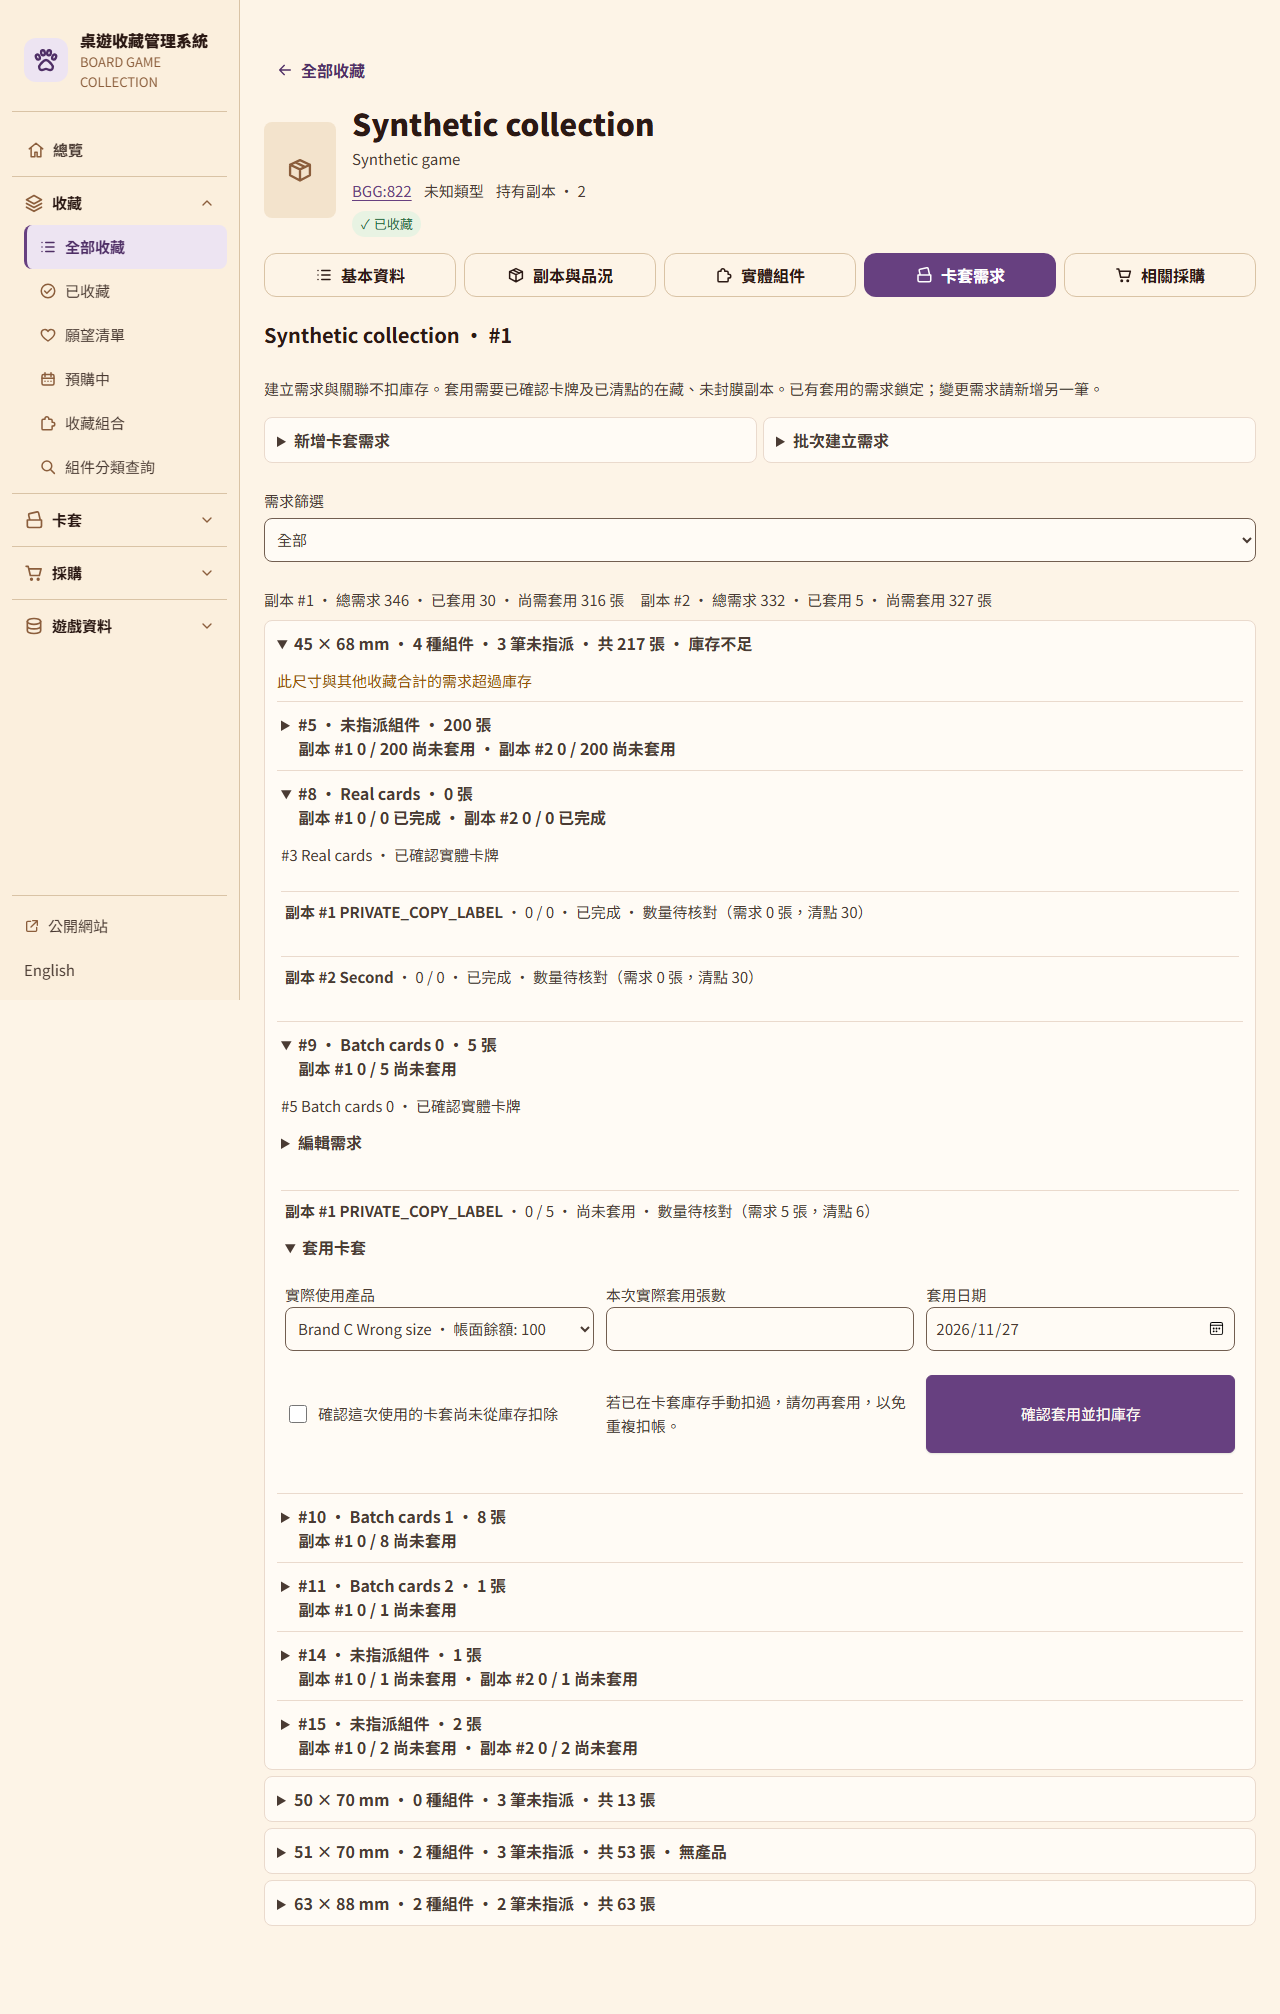 桌遊收藏管理系統
BOARD GAME
COLLECTION
總覽
收藏
全部收藏
已收藏
願望清單
預購中
收藏組合
組件分類查詢
卡套
採購
遊戲資料
公開網站
English
← 全部收藏
Synthetic collection
Synthetic game
BGG:822 未知類型 持有副本 · 2
✓ 已收藏
基本資料 副本與品況 實體組件 卡套需求 相關採購
Synthetic collection · #1
建立需求與關聯不扣庫存。套用需要已確認卡牌及已清點的在藏、未封膜副本。已有套用的需求鎖定；變更需求請新增另一筆。
▶ 新增卡套需求 ▶ 批次建立需求
需求篩選
全部
副本 #1 · 總需求 346 · 已套用 30 · 尚需套用 316 張 副本 #2 · 總需求 332 · 已套用 5 · 尚需套用 327 張
▼ 45 × 68 mm · 4 種組件 · 3 筆未指派 · 共 217 張 · 庫存不足
此尺寸與其他收藏合計的需求超過庫存
▶ #5 · 未指派組件 · 200 張
副本 #1 0 / 200 尚未套用 · 副本 #2 0 / 200 尚未套用
▼ #8 · Real cards · 0 張
副本 #1 0 / 0 已完成 · 副本 #2 0 / 0 已完成
#3 Real cards · 已確認實體卡牌
副本 #1 PRIVATE_COPY_LABEL · 0 / 0 · 已完成 · 數量待核對（需求 0 張，清點 30）
副本 #2 Second · 0 / 0 · 已完成 · 數量待核對（需求 0 張，清點 30）
▼ #9 · Batch cards 0 · 5 張
副本 #1 0 / 5 尚未套用
#5 Batch cards 0 · 已確認實體卡牌
▶ 編輯需求
副本 #1 PRIVATE_COPY_LABEL · 0 / 5 · 尚未套用 · 數量待核對（需求 5 張，清點 6）
▼ 套用卡套
實際使用產品 本次實際套用張數 套用日期
Brand C Wrong size · 帳面餘額: 100 2026/11/27
確認這次使用的卡套尚未從庫存扣除
若已在卡套庫存手動扣過，請勿再套用，以免
重複扣帳。
確認套用並扣庫存
▶ #10 · Batch cards 1 · 8 張
副本 #1 0 / 8 尚未套用
▶ #11 · Batch cards 2 · 1 張
副本 #1 0 / 1 尚未套用
▶ #14 · 未指派組件 · 1 張
副本 #1 0 / 1 尚未套用 · 副本 #2 0 / 1 尚未套用
▶ #15 · 未指派組件 · 2 張
副本 #1 0 / 2 尚未套用 · 副本 #2 0 / 2 尚未套用
▶ 50 × 70 mm · 0 種組件 · 3 筆未指派 · 共 13 張
▶ 51 × 70 mm · 2 種組件 · 3 筆未指派 · 共 53 張 · 無產品
▶ 63 × 88 mm · 2 種組件 · 2 筆未指派 · 共 63 張